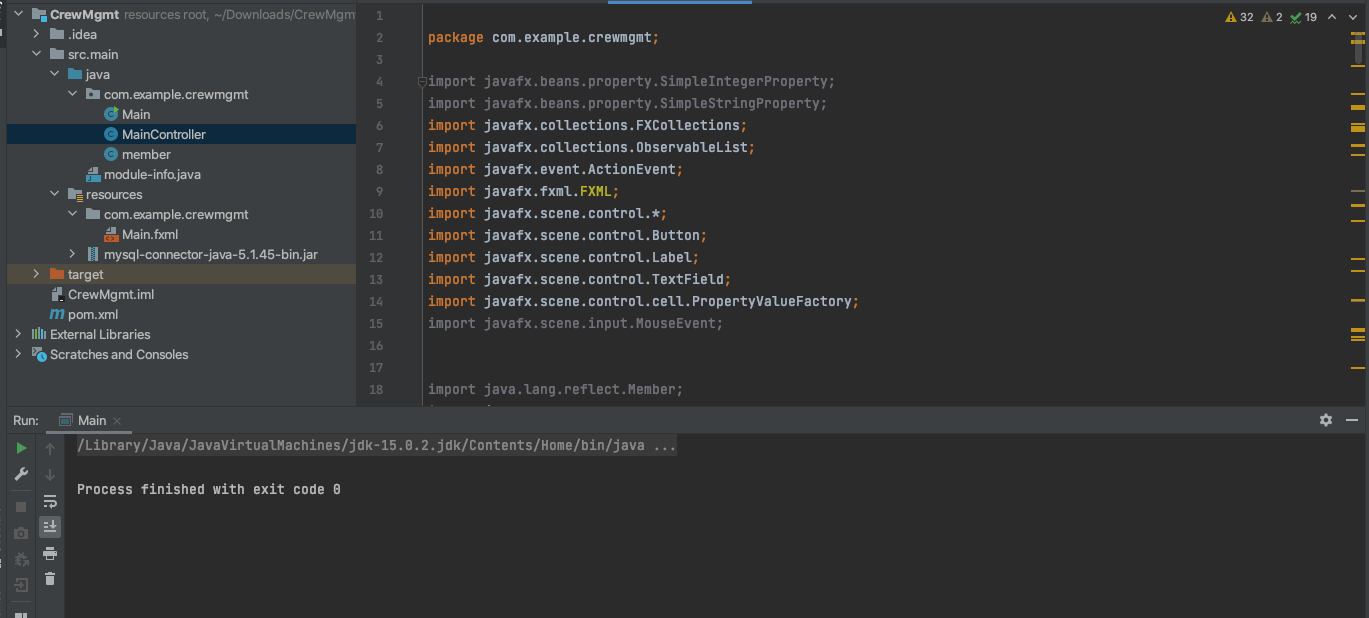 CrewMgmt resources root, ~/Downloads/CrewMgm
.idea
src.main
java
com.example.crewmgmt
Main
MainController
member
module-info.java
resources
com.example.crewmgmt
Main.fxml
mysql-connector-java-5.1.45-bin.jar
target
CrewMgmt.iml
pom.xml
External Libraries
Scratches and Consoles
32 2 19
1
2 package com.example.crewmgmt;
3
4 import javafx.beans.property.SimpleIntegerProperty;
5 import javafx.beans.property.SimpleStringProperty;
6 import javafx.collections.FXCollections;
7 import javafx.collections.ObservableList;
8 import javafx.event.ActionEvent;
9 import javafx.fxml.FXML;
10 import javafx.scene.control.*;
11 import javafx.scene.control.Button;
12 import javafx.scene.control.Label;
13 import javafx.scene.control.TextField;
14 import javafx.scene.control.cell.PropertyValueFactory;
15 import javafx.scene.input.MouseEvent;
16
17
18 import java.lang.reflect.Member;
Run: Main
/Library/Java/JavaVirtualMachines/jdk-15.0.2.jdk/Contents/Home/bin/java ...
Process finished with exit code 0